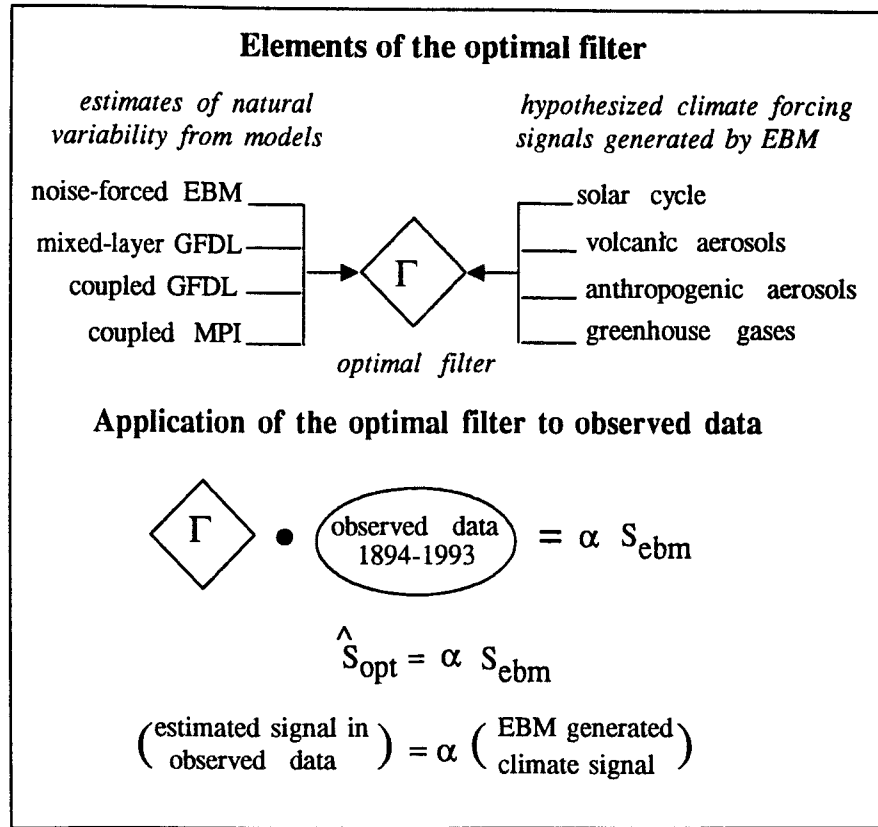 Elements of the optimal filter
estimates of natural
variability from models
hypothesized climate forcing
signals generated by EBM
noise-forced EBM
mixed-layer GFDL
coupled GFDL
coupled MPI
Γ
optimal filter
solar cycle
volcanic aerosols
anthropogenic aerosols
greenhouse gases
Application of the optimal filter to observed data
Γ • observed data 1894-1993 = α S_ebm
Ŝ_opt = α S_ebm
(estimated signal in observed data) = α (EBM generated climate signal)